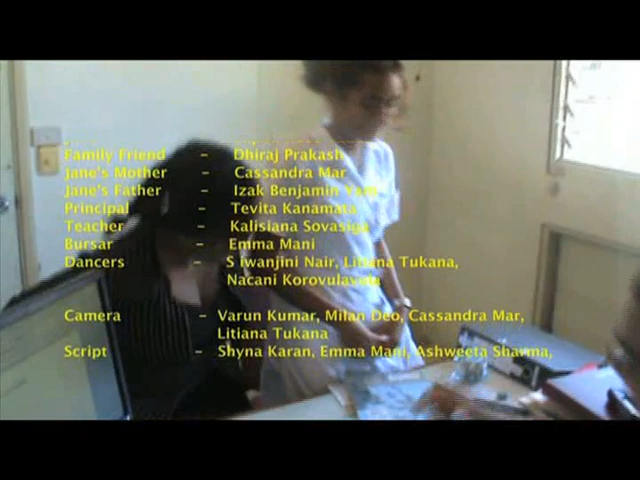 Family Friend - Dhiraj Prakash
Jane's Mother - Cassandra Mar
Jane's Father - Izak Benjamin
Principal - Tevita Kanamata
Teacher - Kalisiana Sovasiga
Bursar - Emma Mani
Dancers - S iwanjini Nair, Litiana Tukana,
Nacani Korovulavula
Camera - Varun Kumar, Milan Deo, Cassandra Mar,
Litiana Tukana
Script - Shyna Karan, Emma Mani, Ashweeta Sharma,